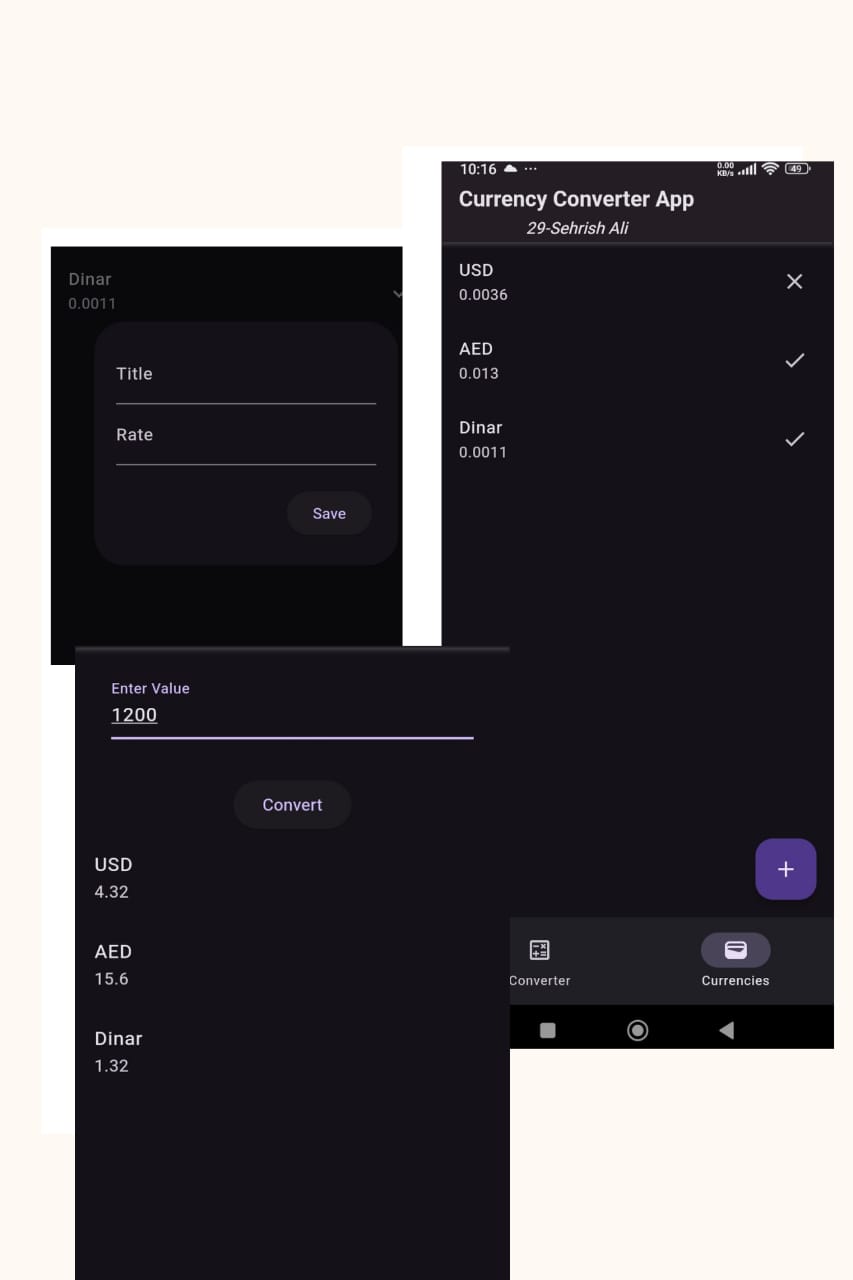 Dinar
0.0011
Title
Rate
Save
10:16
0.00
KB/s
49
Currency Converter App
29-Sehrish Ali
USD
0.0036
AED
0.013
Dinar
0.0011
Converter
Currencies
Enter Value
1200
Convert
USD
4.32
AED
15.6
Dinar
1.32